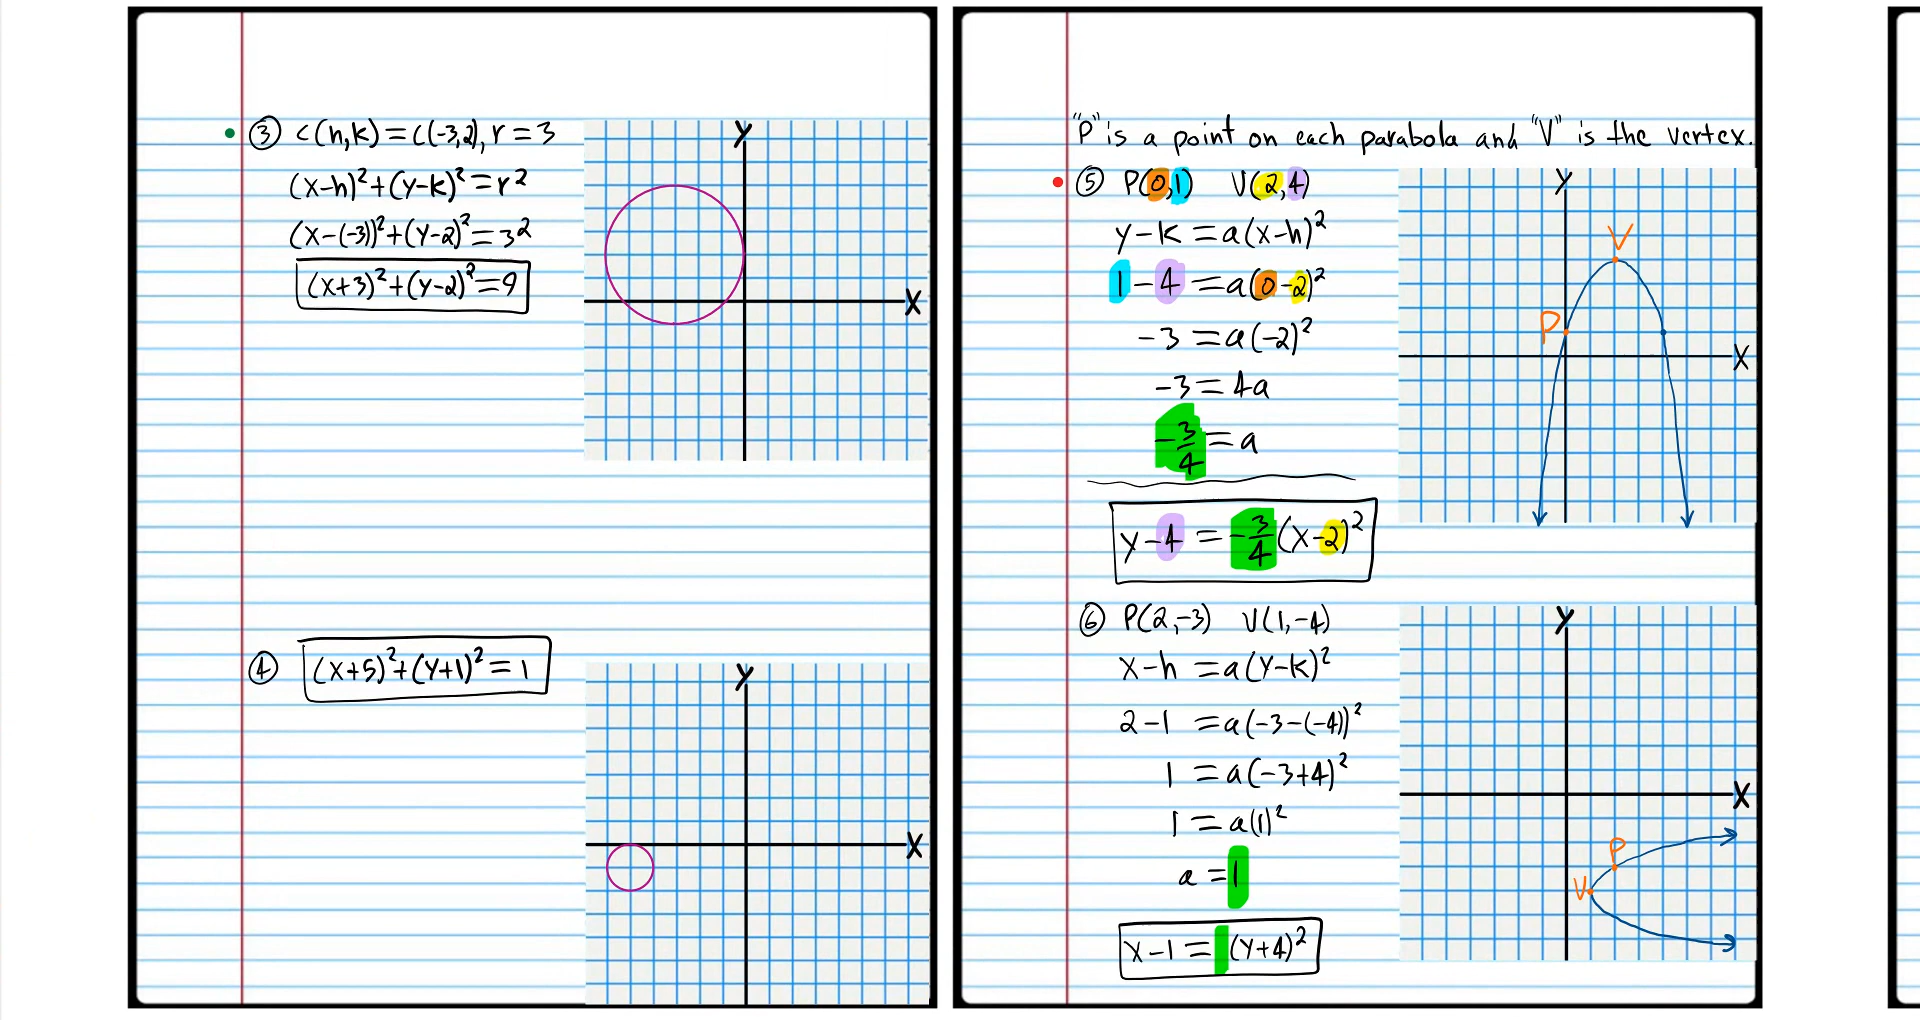 ③ C(h,k)=C(-3,2), r=3
(x-h)²+(y-k)²=r²
(x-(-3))²+(y-2)²=3²
(x+3)²+(y-2)²=9
Y
X
④ (x+5)²+(y+1)²=1
Y
X
"P" is a point on each parabola and "V" is the vertex.
⑤ P(0,1) V(2,4)
y-k=a(x-h)²
1-4=a(0-2)²
-3=a(-2)²
-3=4a
-3/4=a
y-4=-3/4(x-2)²
Y
V
P
X
⑥ P(2,-3) V(1,-4)
x-h=a(y-k)²
2-1=a(-3-(-4))²
1=a(-3+4)²
1=a(1)²
a=1
x-1=(y+4)²
Y
X
P
V